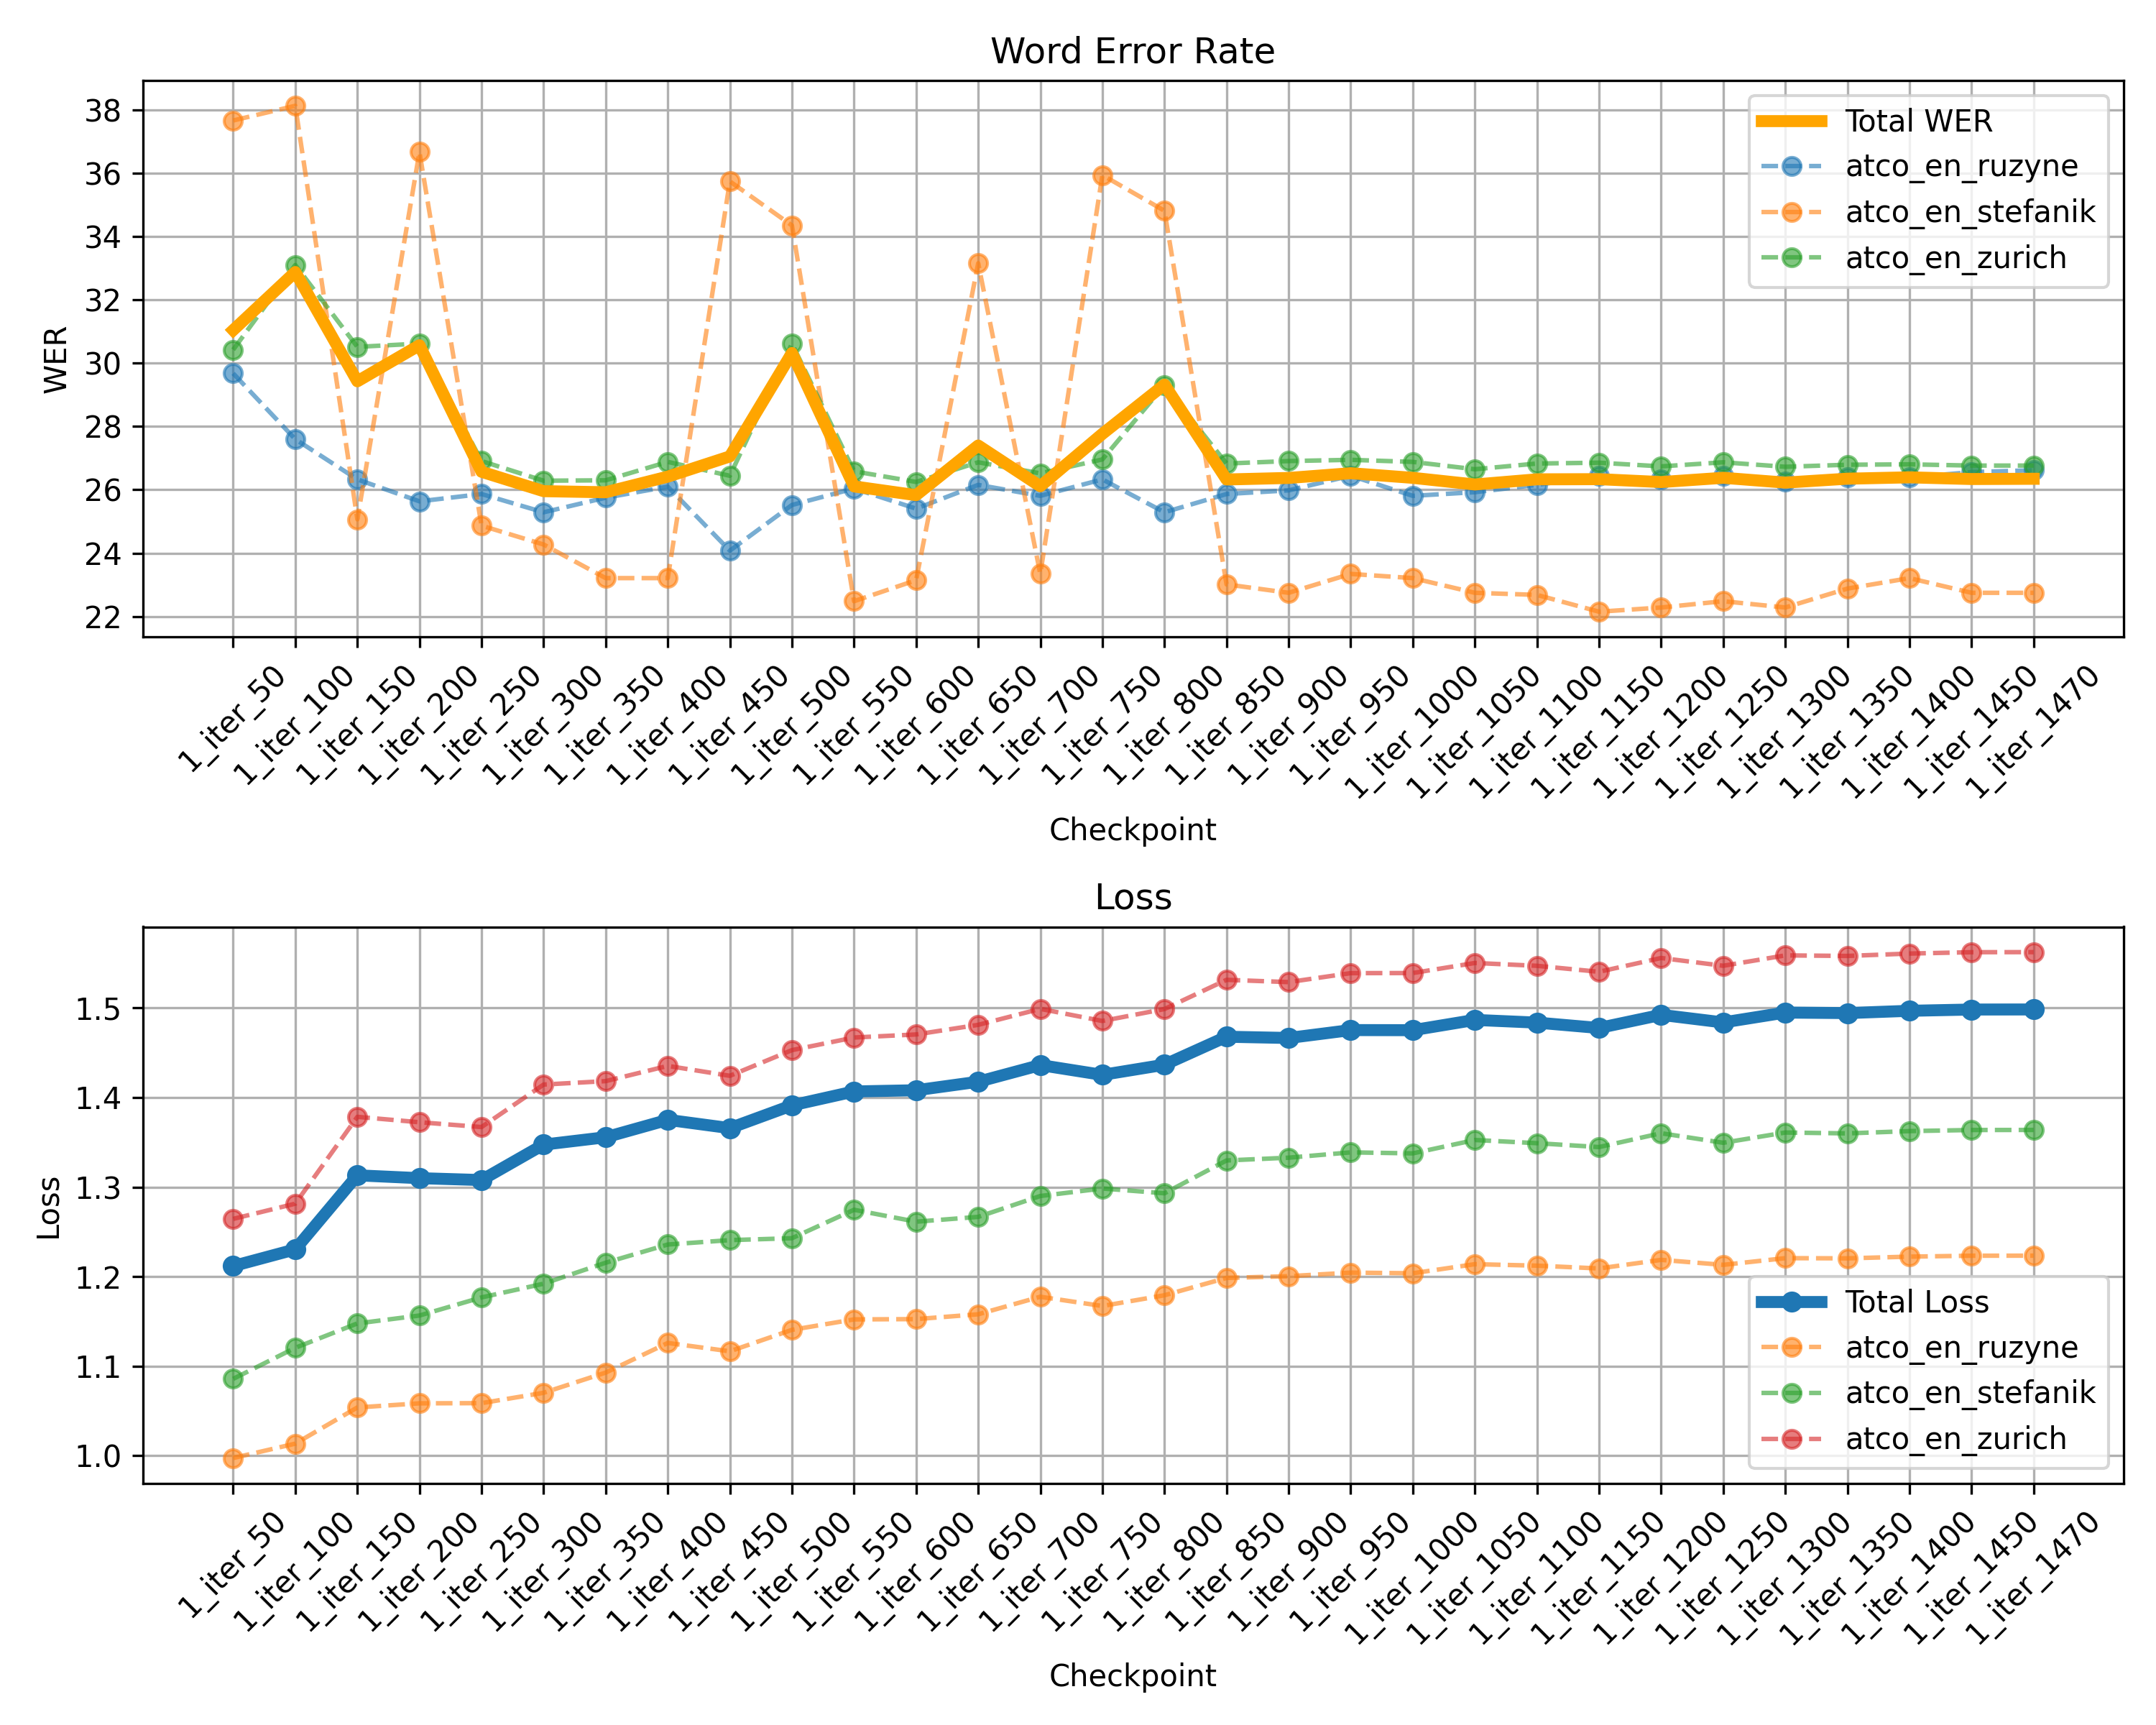 Word Error Rate
38
36
34
32
30
28
26
24
22
WER
Total WER
atco_en_ruzyne
atco_en_stefanik
atco_en_zurich
1_iter_50
1_iter_100
1_iter_150
1_iter_200
1_iter_250
1_iter_300
1_iter_350
1_iter_400
1_iter_450
1_iter_500
1_iter_550
1_iter_600
1_iter_650
1_iter_700
1_iter_750
1_iter_800
1_iter_850
1_iter_900
1_iter_950
1_iter_1000
1_iter_1050
1_iter_1100
1_iter_1150
1_iter_1200
1_iter_1250
1_iter_1300
1_iter_1350
1_iter_1400
1_iter_1450
1_iter_1470
Checkpoint
Loss
1.5
1.4
1.3
1.2
1.1
1.0
Loss
Total Loss
atco_en_ruzyne
atco_en_stefanik
atco_en_zurich
1_iter_50
1_iter_100
1_iter_150
1_iter_200
1_iter_250
1_iter_300
1_iter_350
1_iter_400
1_iter_450
1_iter_500
1_iter_550
1_iter_600
1_iter_650
1_iter_700
1_iter_750
1_iter_800
1_iter_850
1_iter_900
1_iter_950
1_iter_1000
1_iter_1050
1_iter_1100
1_iter_1150
1_iter_1200
1_iter_1250
1_iter_1300
1_iter_1350
1_iter_1400
1_iter_1450
1_iter_1470
Checkpoint